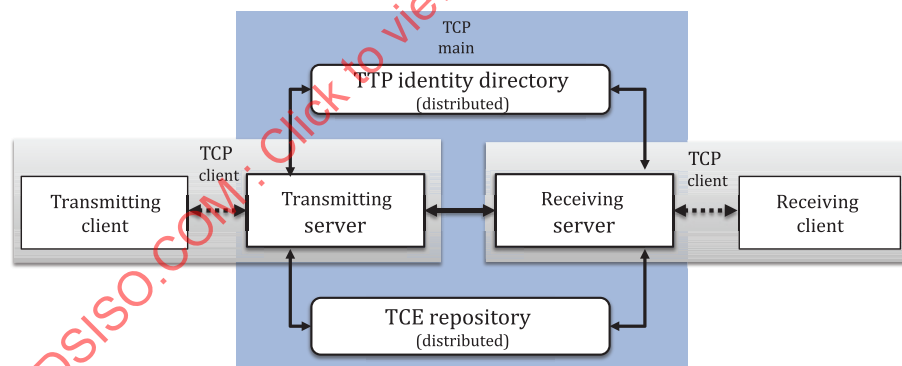 TCP
main
TTP identity directory
(distributed)
TCP
client
Transmitting
client
Transmitting
server
Receiving
server
TCP
client
Receiving
client
TCE repository
(distributed)
DSISO.COM: Click to vie